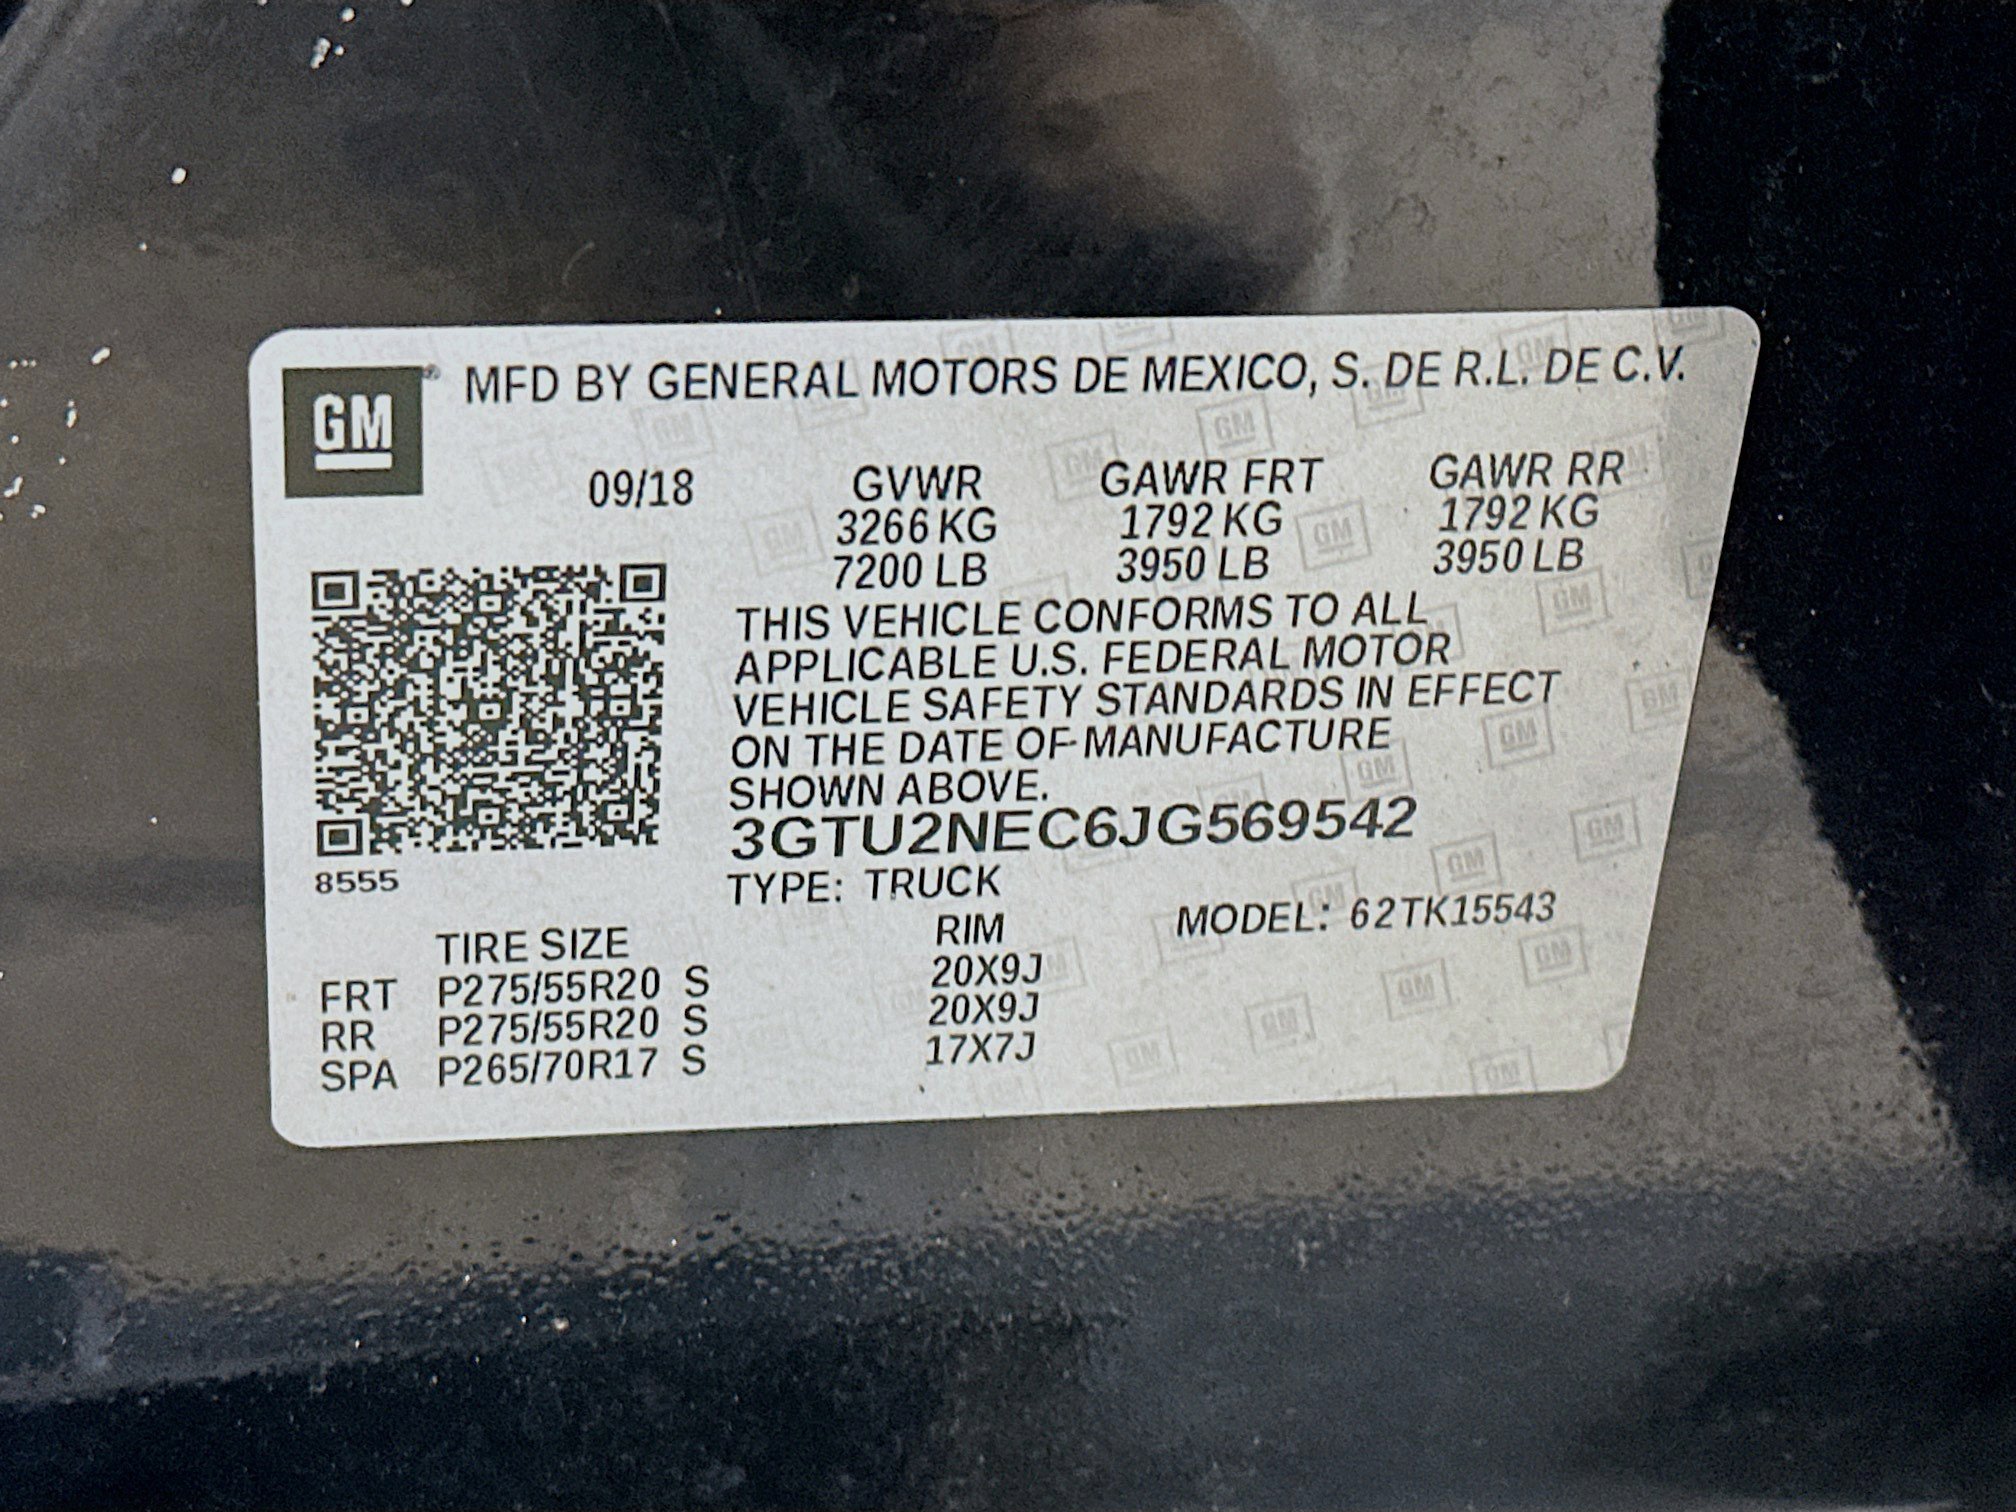 GM® MFD BY GENERAL MOTORS DE MEXICO, S. DE R.L. DE C.V.
09/18 GVWR GAWR FRT GAWR RR
3266 KG 1792 KG 1792 KG
7200 LB 3950 LB 3950 LB
THIS VEHICLE CONFORMS TO ALL
APPLICABLE U.S. FEDERAL MOTOR
VEHICLE SAFETY STANDARDS IN EFFECT
ON THE DATE OF MANUFACTURE
SHOWN ABOVE.
3GTU2NEC6JG569542
8555
TYPE: TRUCK
MODEL: 62TK15543
TIRE SIZE RIM
FRT P275/55R20 S 20X9J
RR P275/55R20 S 20X9J
SPA P265/70R17 S 17X7J